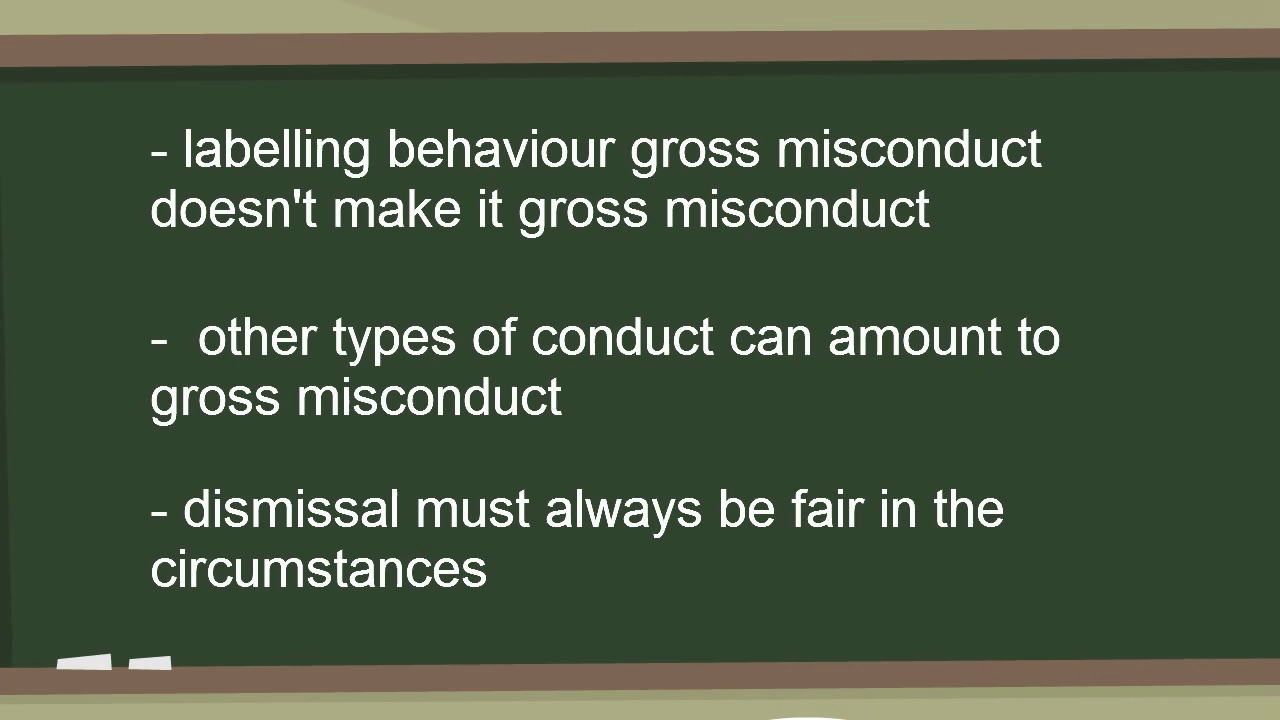 - labelling behaviour gross misconduct
doesn't make it gross misconduct
-  other types of conduct can amount to
gross misconduct
- dismissal must always be fair in the
circumstances